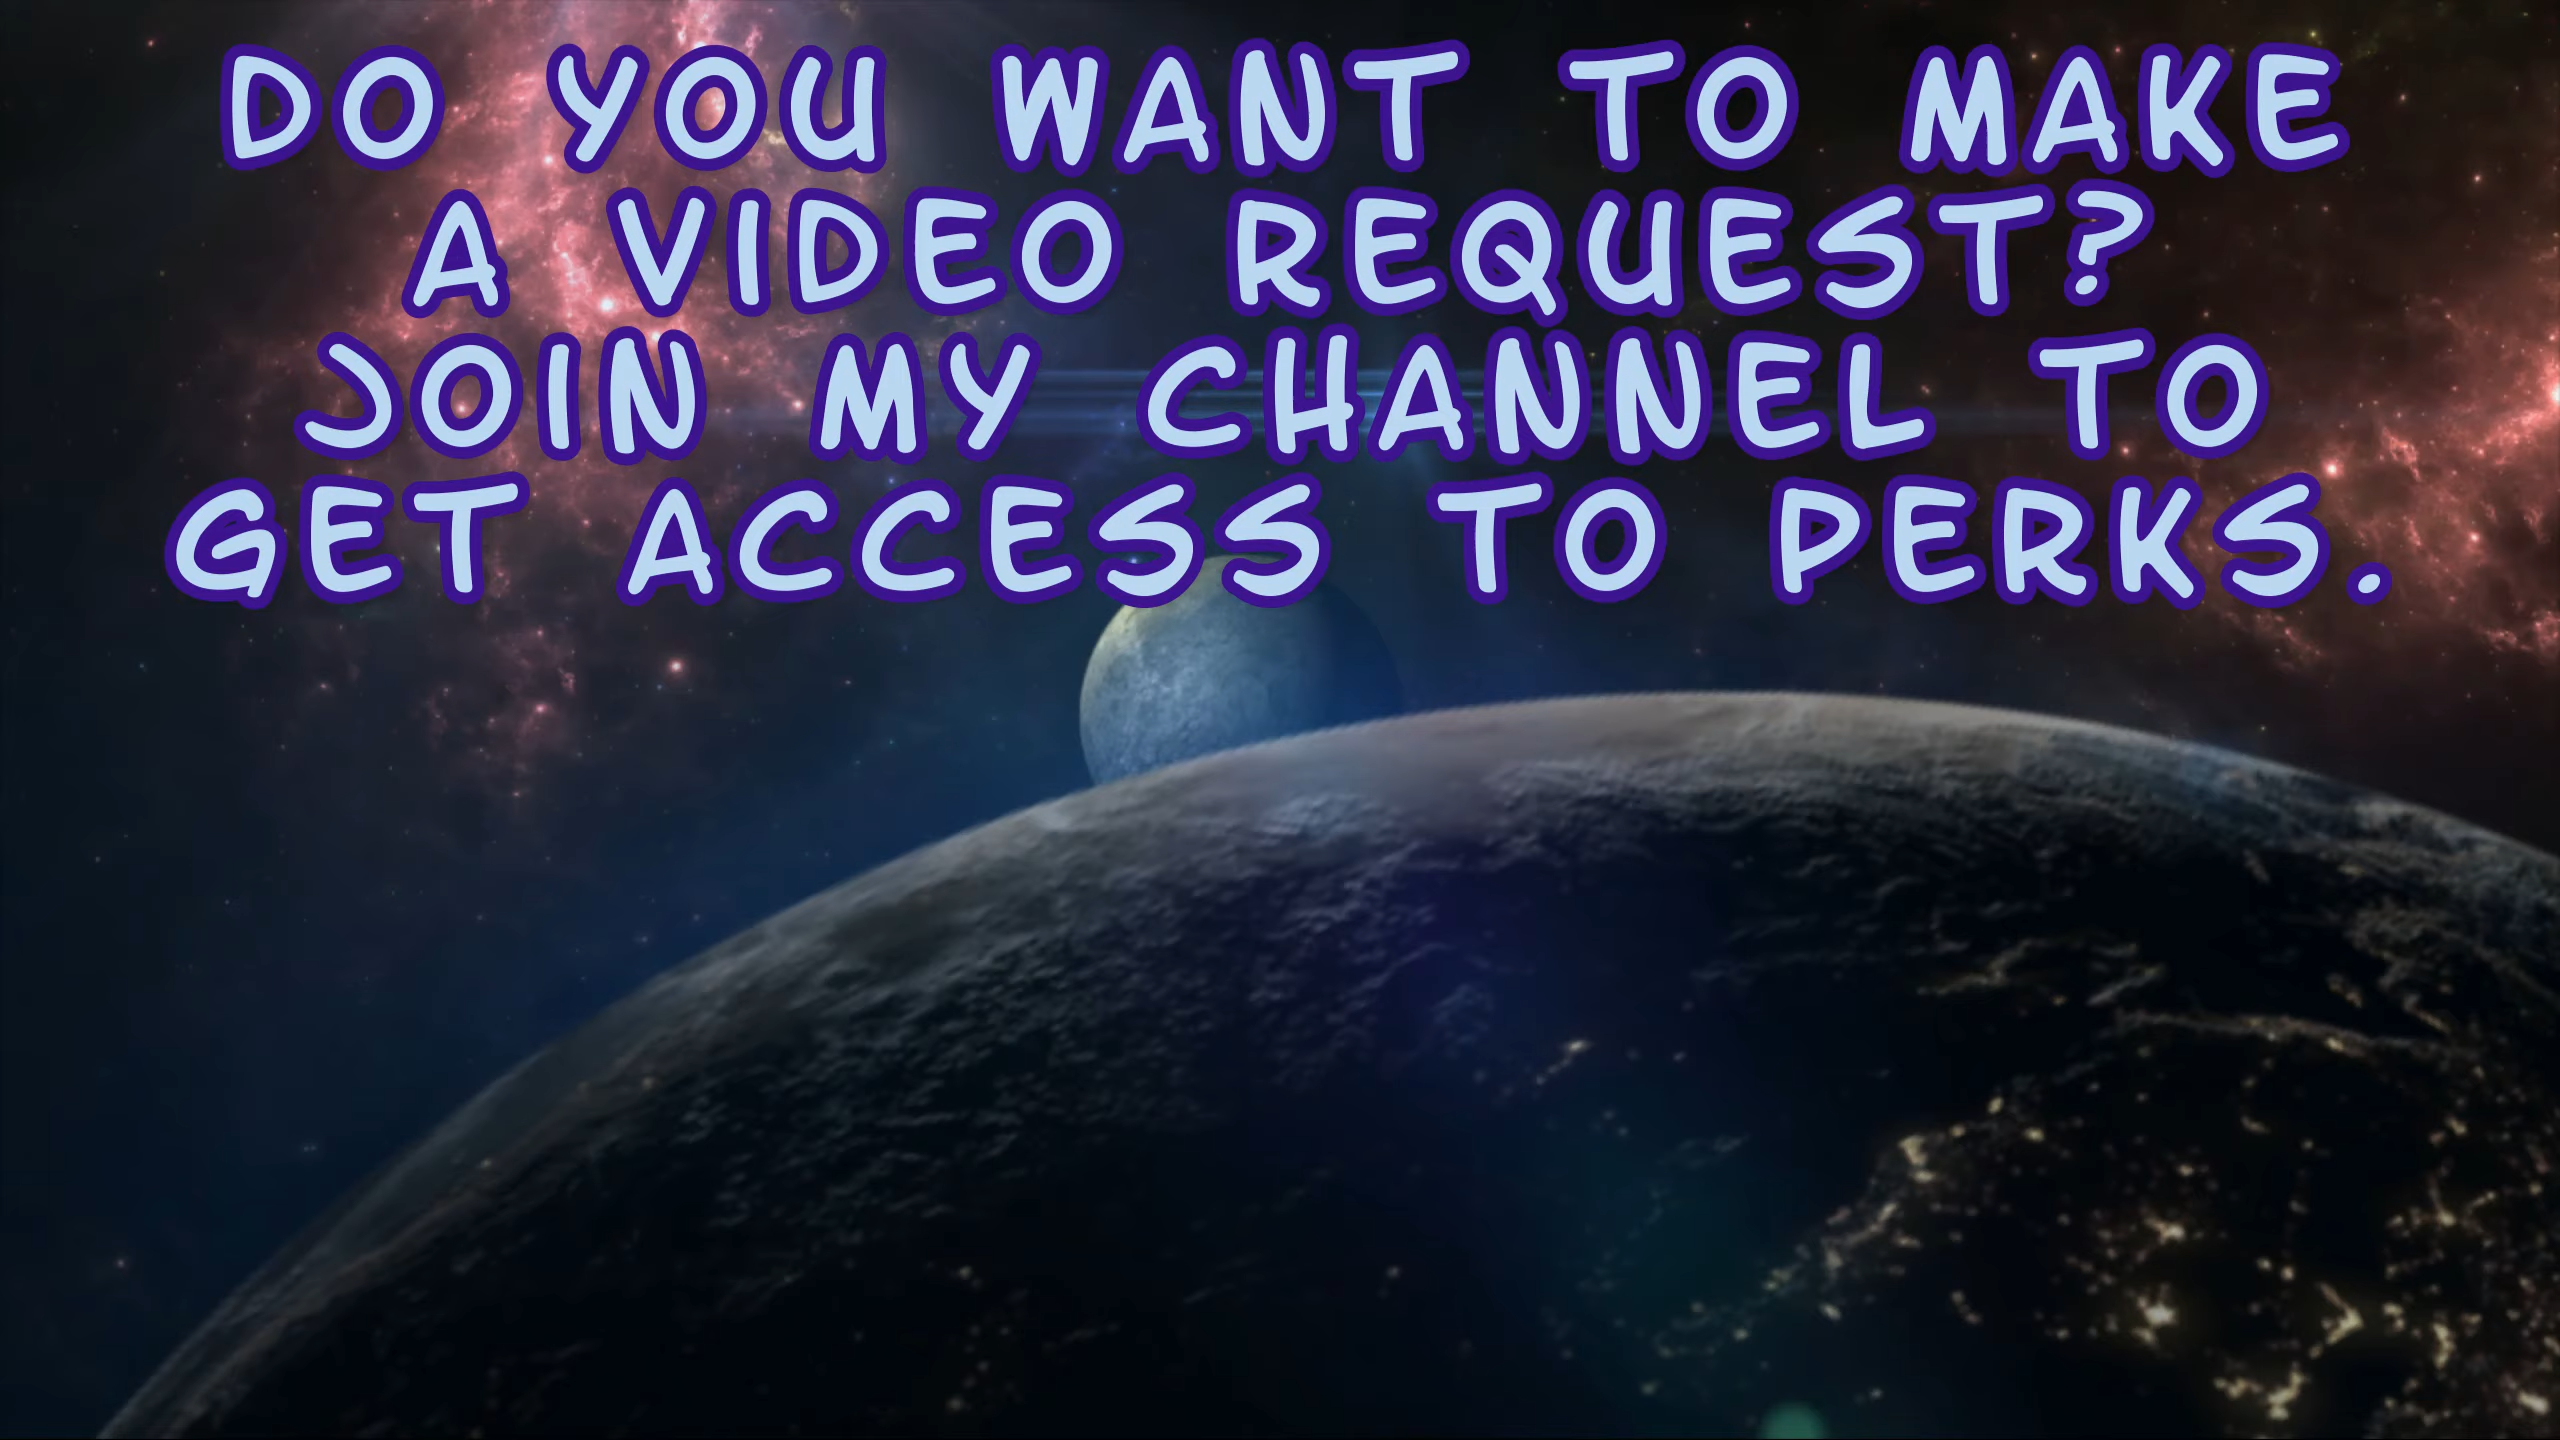 DO YOU WANT TO MAKE
A VIDEO REQUEST?
JOIN MY CHANNEL TO
GET ACCESS TO PERKS.